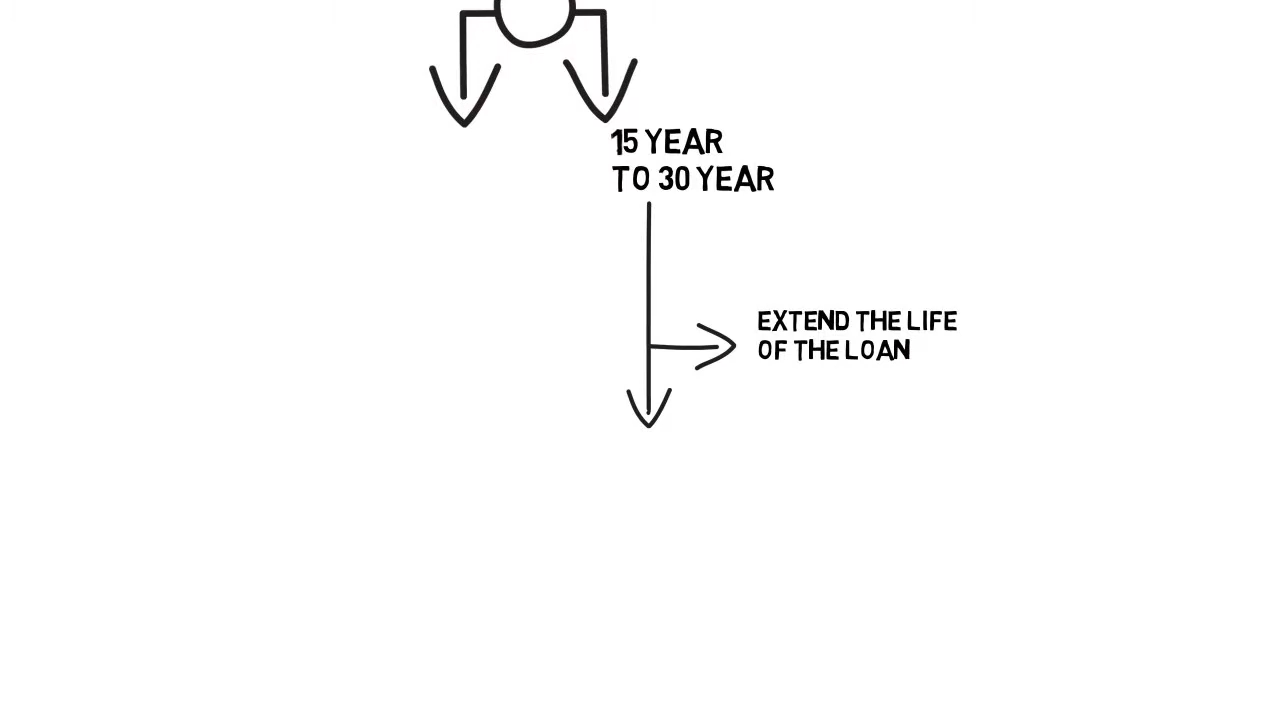 15 YEAR
TO 30 YEAR
EXTEND THE LIFE
OF THE LOAN